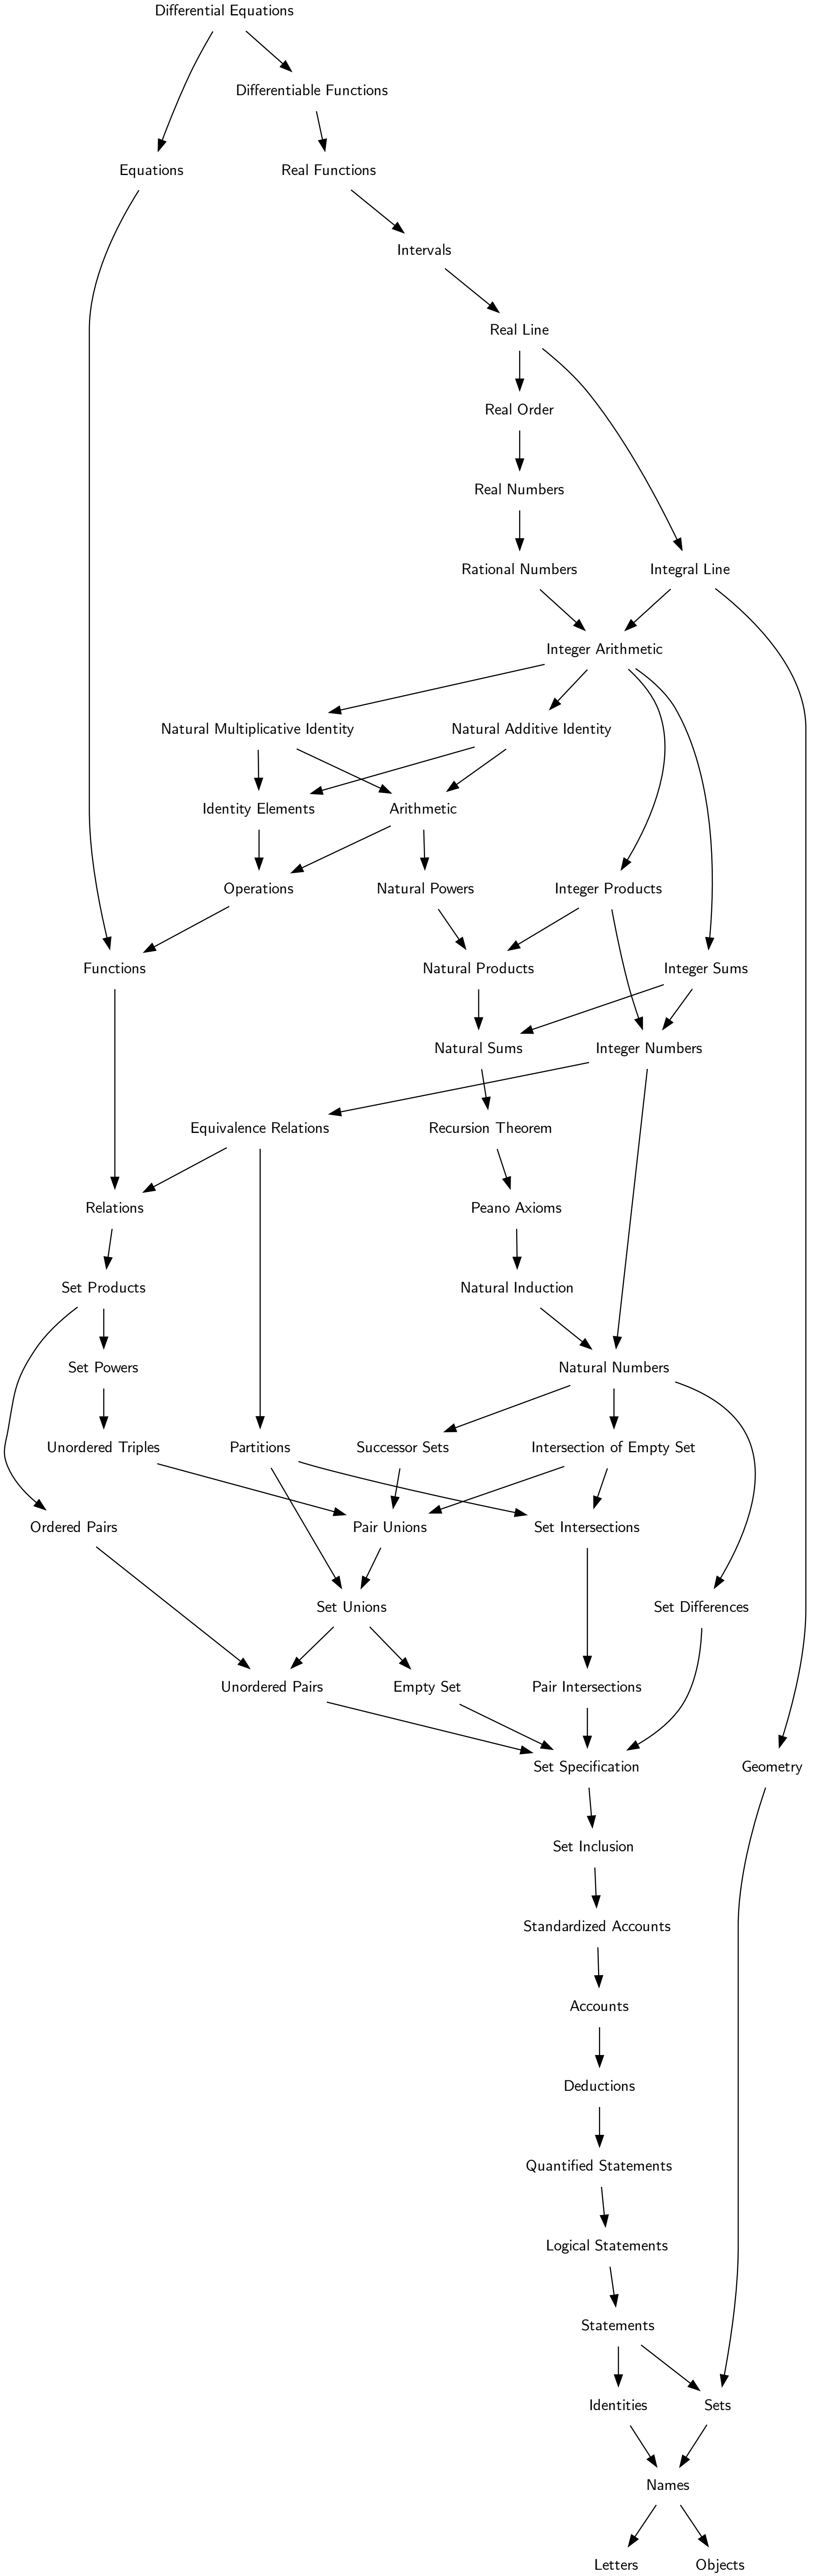 Differential Equations
Differentiable Functions
Equations
Real Functions
Intervals
Real Line
Real Order
Real Numbers
Rational Numbers
Integral Line
Integer Arithmetic
Natural Multiplicative Identity
Natural Additive Identity
Identity Elements
Arithmetic
Operations
Natural Powers
Integer Products
Functions
Natural Products
Integer Sums
Natural Sums
Integer Numbers
Equivalence Relations
Recursion Theorem
Relations
Peano Axioms
Set Products
Natural Induction
Set Powers
Natural Numbers
Unordered Triples
Partitions
Successor Sets
Intersection of Empty Set
Ordered Pairs
Pair Unions
Set Intersections
Set Unions
Set Differences
Unordered Pairs
Empty Set
Pair Intersections
Set Specification
Geometry
Set Inclusion
Standardized Accounts
Accounts
Deductions
Quantified Statements
Logical Statements
Statements
Identities
Sets
Names
Letters
Objects